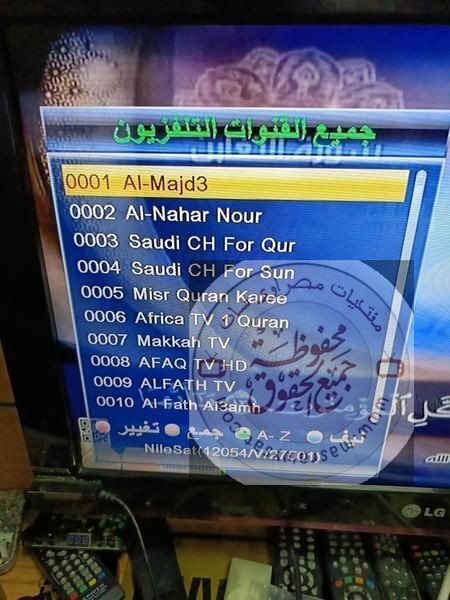 جميع القنوات التلفزيون
0001 Al-Majd3
0002 Al-Nahar Nour
0003 Saudi CH For Qur
0004 Saudi CH For Sun
0005 Misr Quran Karee
0006 Africa TV 1 Quran
0007 Makkah TV
0008 AFAQ TV HD
0009 ALFATH TV
0010 Al Fath Al3amh
تغيير جمع A-Z
NileSat(12054/V/27501)
منتديات
محفوظة
جميع الحقوق
LG